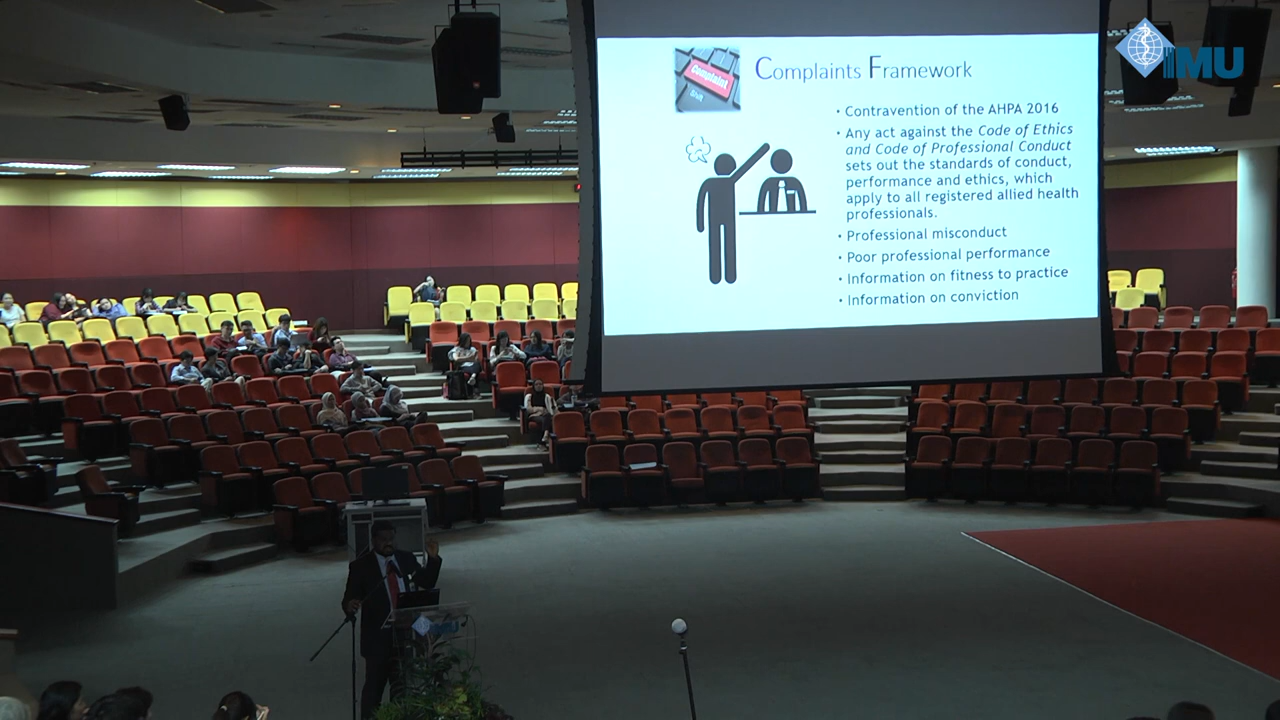 IMU
Complaint
Shift
Complaints Framework
• Contravention of the AHPA 2016
• Any act against the Code of Ethics
and Code of Professional Conduct
sets out the standards of conduct,
performance and ethics, which
apply to all registered allied health
professionals.
• Professional misconduct
• Poor professional performance
• Information on fitness to practice
• Information on conviction
IMU